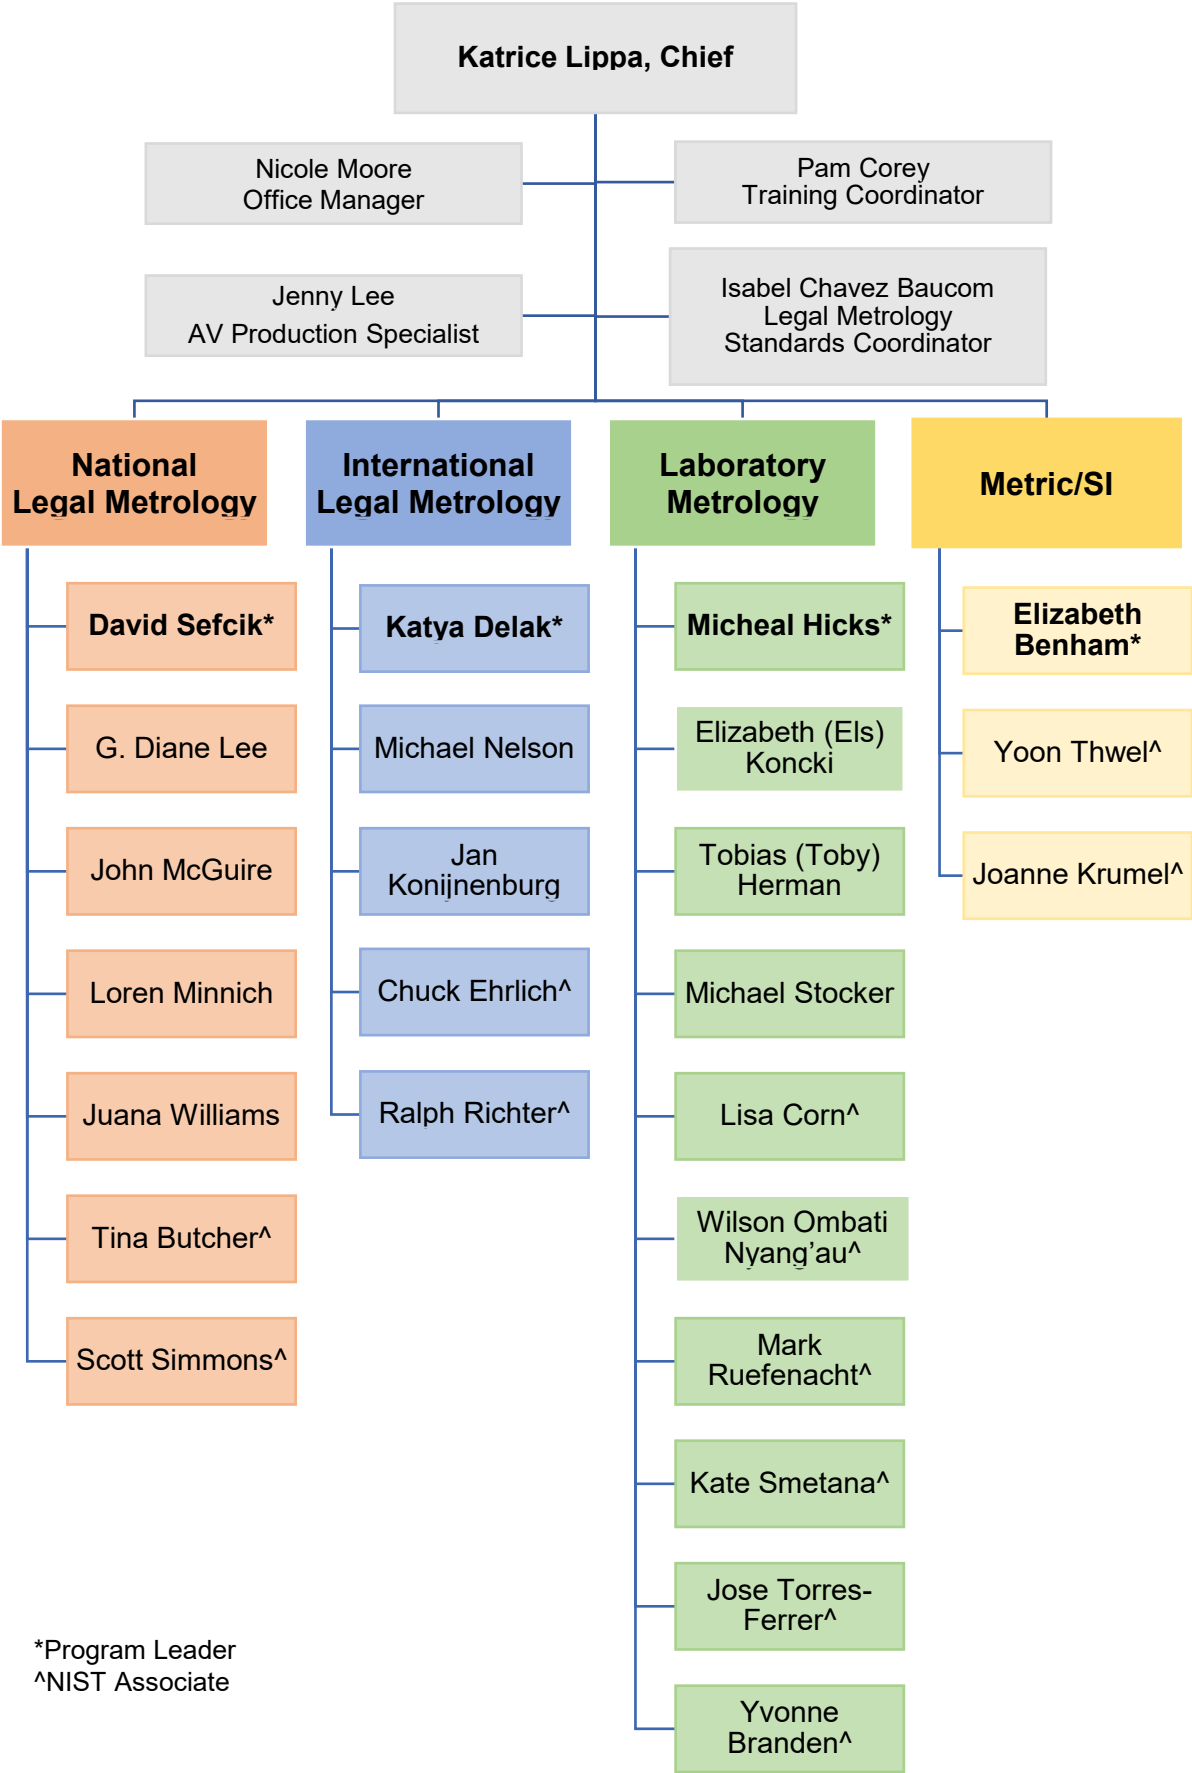 Katrice Lippa, Chief
Nicole Moore
Office Manager
Pam Corey
Training Coordinator
Jenny Lee
AV Production Specialist
Isabel Chavez Baucom
Legal Metrology
Standards Coordinator
National
Legal Metrology
David Sefcik*
G. Diane Lee
John McGuire
Loren Minnich
Juana Williams
Tina Butcher^
Scott Simmons^
International
Legal Metrology
Katya Delak*
Michael Nelson
Jan
Konijnenburg
Chuck Ehrlich^
Ralph Richter^
Laboratory
Metrology
Micheal Hicks*
Elizabeth (Els)
Koncki
Tobias (Toby)
Herman
Michael Stocker
Lisa Corn^
Wilson Ombati
Nyang’au^
Mark
Ruefenacht^
Kate Smetana^
Jose Torres-
Ferrer^
Yvonne
Branden^
Metric/SI
Elizabeth
Benham*
Yoon Thwel^
Joanne Krumel^
*Program Leader
^NIST Associate